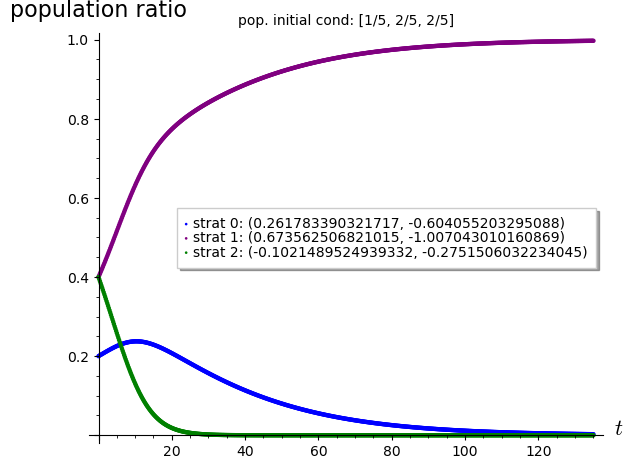 population ratio
pop. initial cond: [1/5, 2/5, 2/5]
1.0
0.8
0.6
strat 0: (0.261783390321717, -0.604055203295088)
strat 1: (0.673562506821015, -1.007043010160869)
strat 2: (-0.1021489524939332, -0.2751506032234045)
0.4
0.2
t
20 40 60 80 100 120